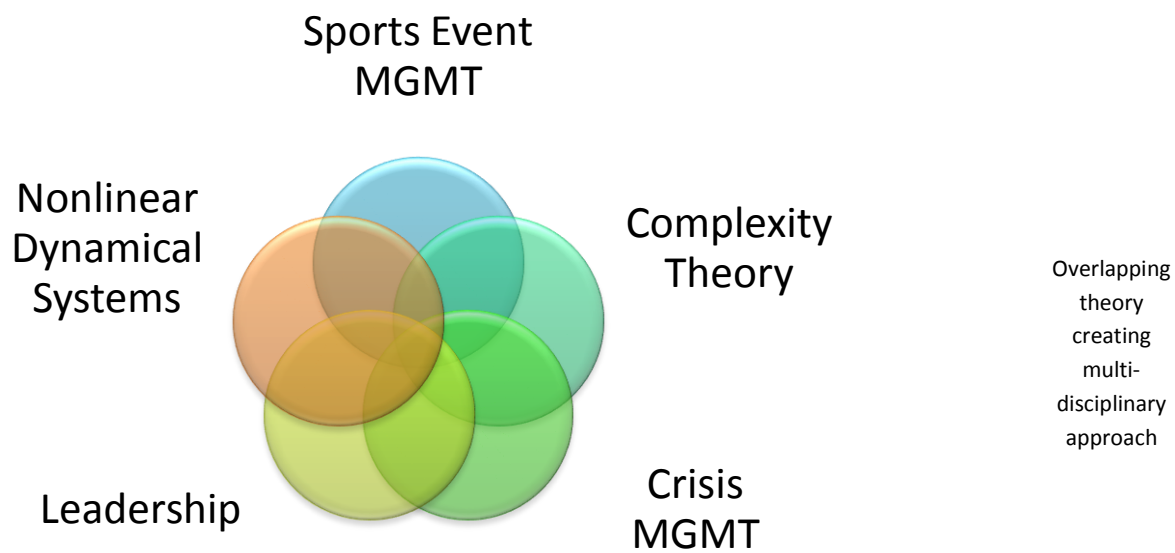 Sports Event
MGMT
Nonlinear
Dynamical
Systems
Complexity
Theory
Overlapping
theory
creating
multi-
disciplinary
approach
Leadership
Crisis
MGMT